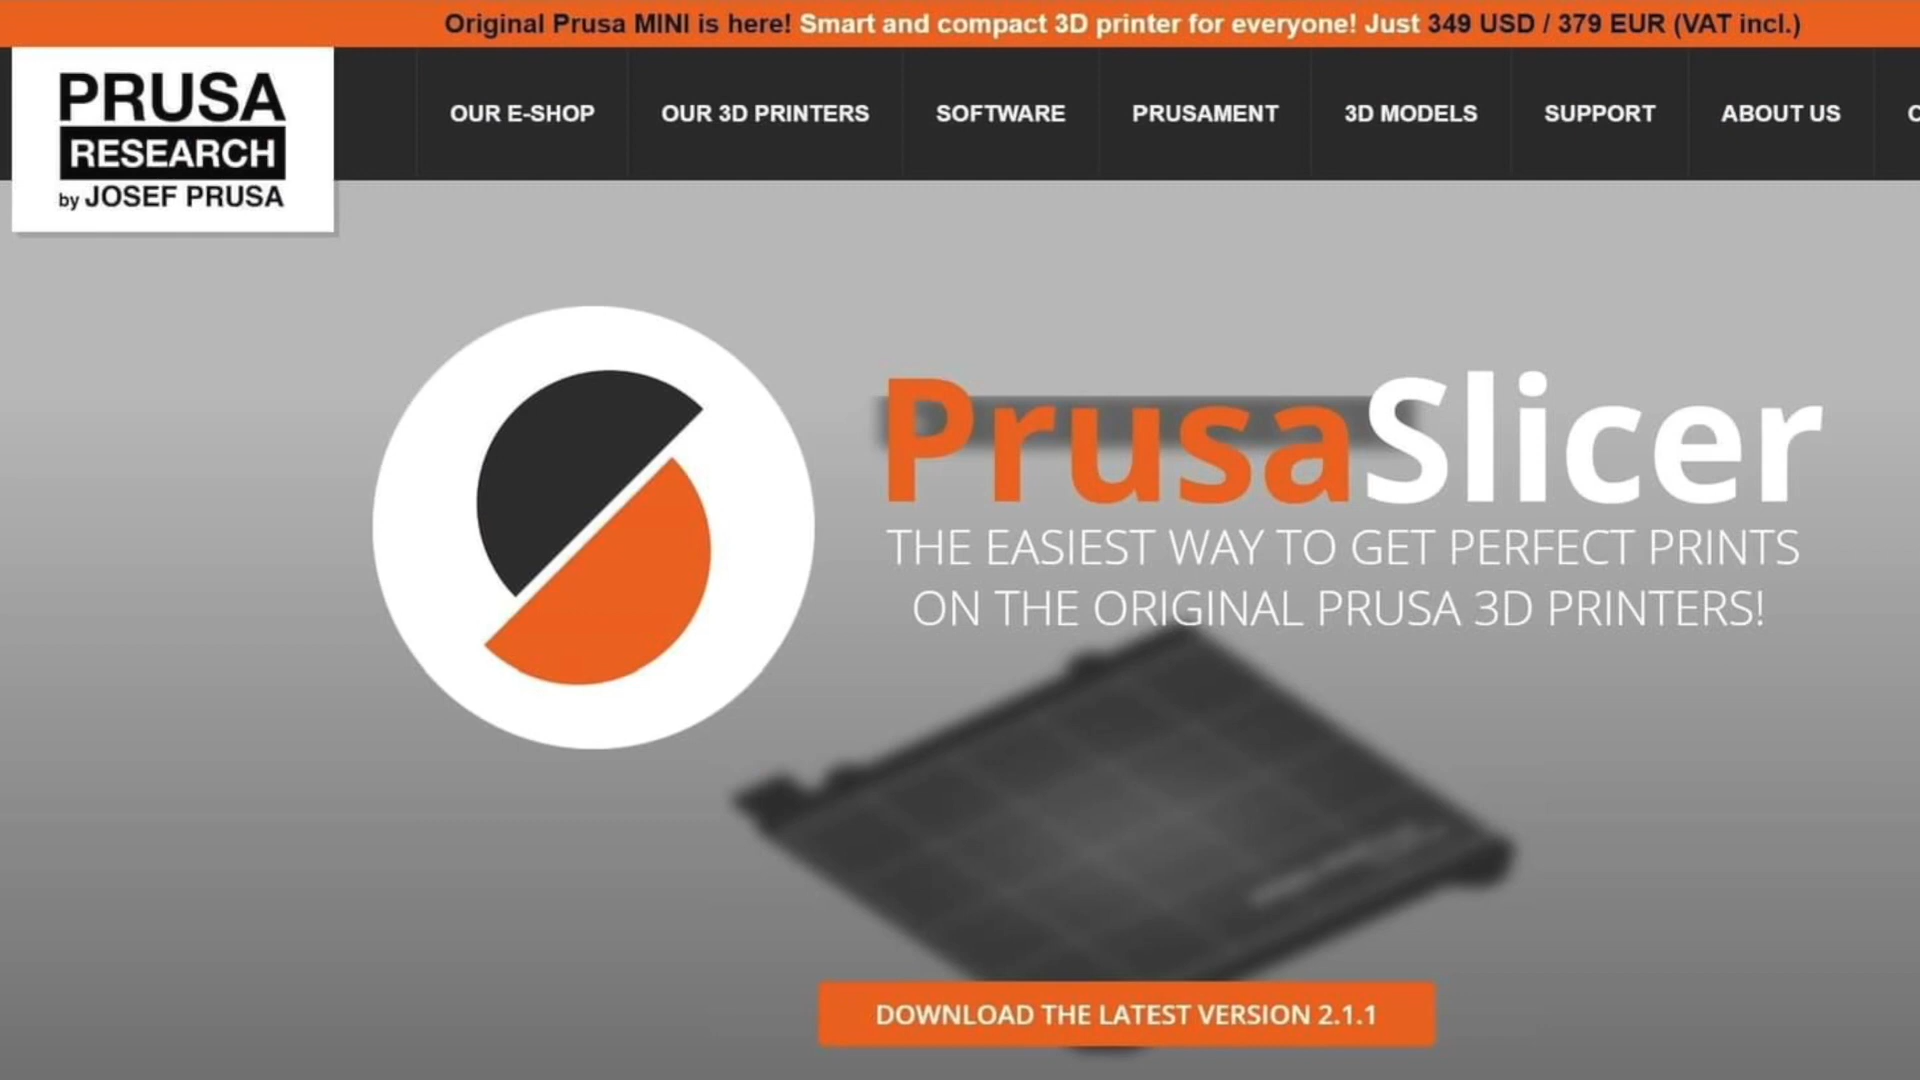 Original Prusa MINI is here! Smart and compact 3D printer for everyone! Just 349 USD / 379 EUR (VAT incl.)
PRUSA
RESEARCH
by JOSEF PRUSA
OUR E-SHOP
OUR 3D PRINTERS
SOFTWARE
PRUSAMENT
3D MODELS
SUPPORT
ABOUT US
PrusaSlicer
THE EASIEST WAY TO GET PERFECT PRINTS
ON THE ORIGINAL PRUSA 3D PRINTERS!
DOWNLOAD THE LATEST VERSION 2.1.1